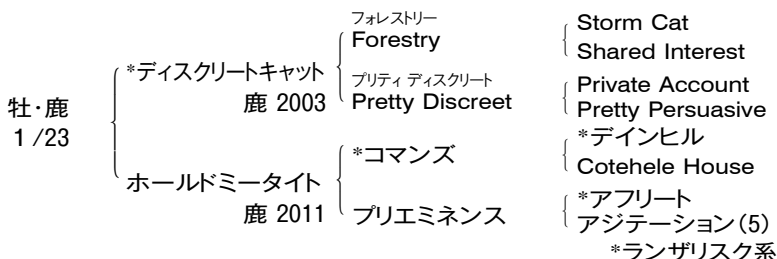 牡・鹿
1/23
*ディスクリートキャット
鹿 2003
ホールドミータイト
鹿 2011
フォレストリー
Forestry
プリティ ディスクリート
Pretty Discreet
*コマンズ
プリエミネンス
Storm Cat
Shared Interest
Private Account
Pretty Persuasive
*デインヒル
Cotehele House
*アフリート
アジテーション(5)
*ランザリスク系